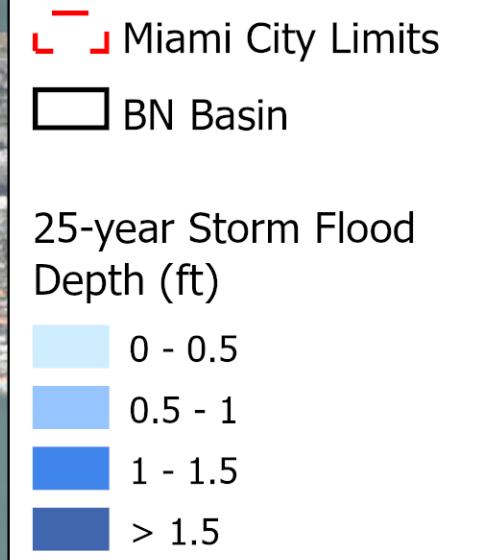 Miami City Limits
BN Basin
25-year Storm Flood
Depth (ft)
0 - 0.5
0.5 - 1
1 - 1.5
> 1.5